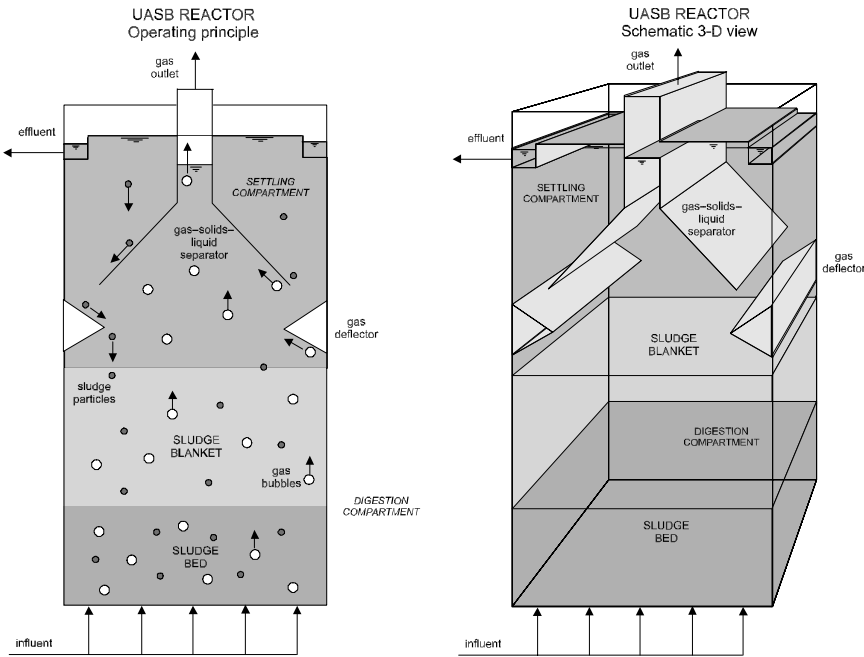 UASB REACTOR
Operating principle
gas
outlet
effluent
SETTLING
COMPARTMENT
gas–solids–
liquid
separator
gas
deflector
sludge
particles
SLUDGE
BLANKET
gas
bubbles
DIGESTION
COMPARTMENT
SLUDGE
BED
influent
UASB REACTOR
Schematic 3-D view
gas
outlet
effluent
SETTLING
COMPARTMENT
gas–solids–
liquid
separator
gas
deflector
SLUDGE
BLANKET
DIGESTION
COMPARTMENT
SLUDGE
BED
influent